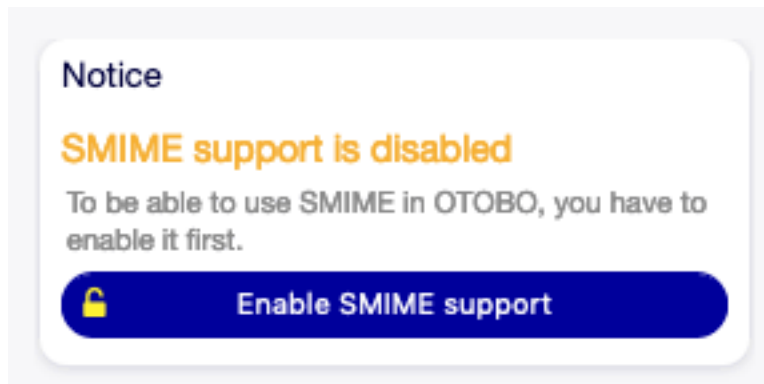 Notice
SMIME support is disabled
To be able to use SMIME in OTOBO, you have to
enable it first.
Enable SMIME support